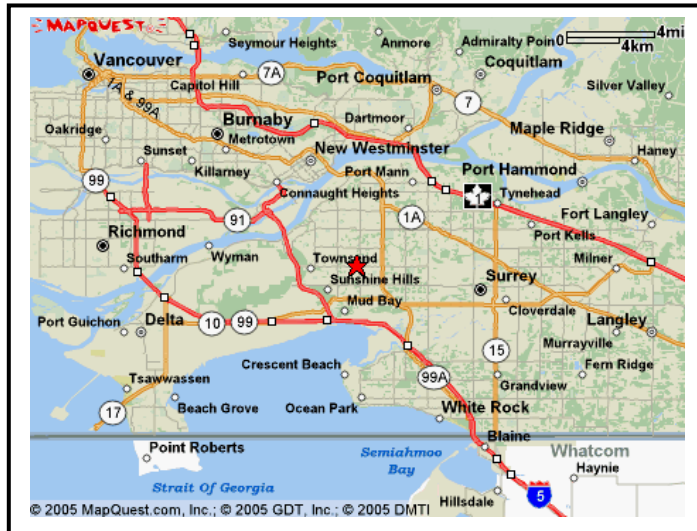 MAPQUEST
4mi
0
4km
Seymour Heights
Anmore
Admiralty Poin
Vancouver
Coquitlam
7A
Port Coquitlam
Capitol Hill
Silver Valley
1A & 99A
7
Burnaby
Dartmoor
Oakridge
Maple Ridge
Metrotown
Sunset
New Westminster
Haney
99
Killarney
Port Mann
Port Hammond
Connaught Heights
1
Tynehead
91
1A
Fort Langley
Richmond
Port Kells
Wyman
Southarm
Townsend
Milner
Sunshine Hills
Surrey
Mud Bay
Cloverdale
Port Guichon
Delta
10
99
Langley
Murrayville
15
Crescent Beach
Fern Ridge
Tsawwassen
99A
Grandview
Beach Grove
Ocean Park
17
White Rock
Blaine
Point Roberts
Semiahmoo
Bay
Whatcom
Haynie
Strait Of Georgia
Hillsdale
5
© 2005 MapQuest.com, Inc.; © 2005 GDT, Inc.; © 2005 DMTI